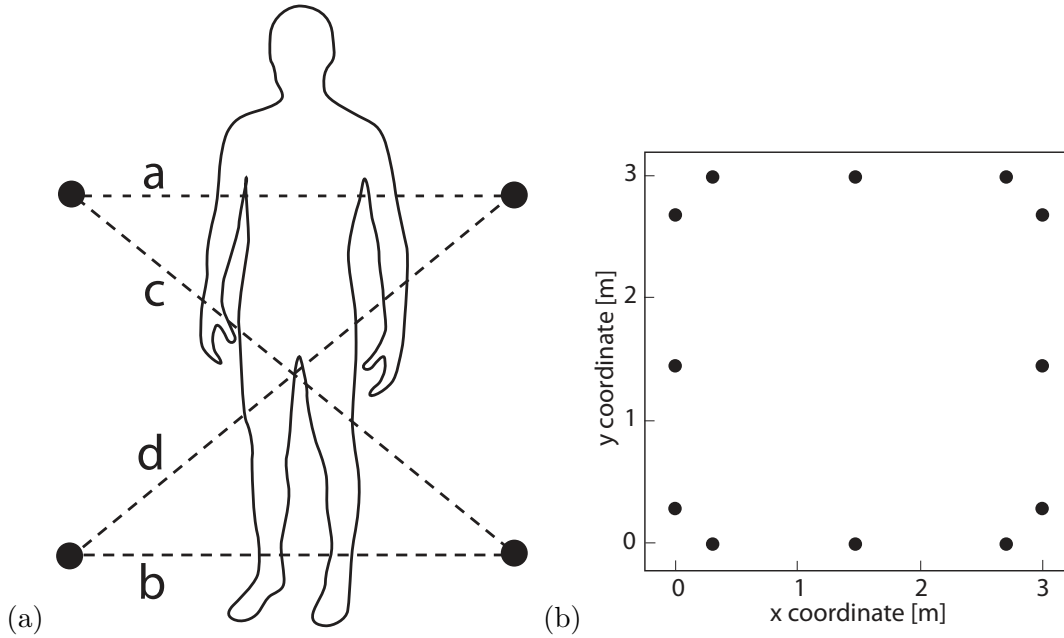 a
c
d
b
(a)
3
2
1
0
y coordinate [m]
0 1 2 3
x coordinate [m]
(b)